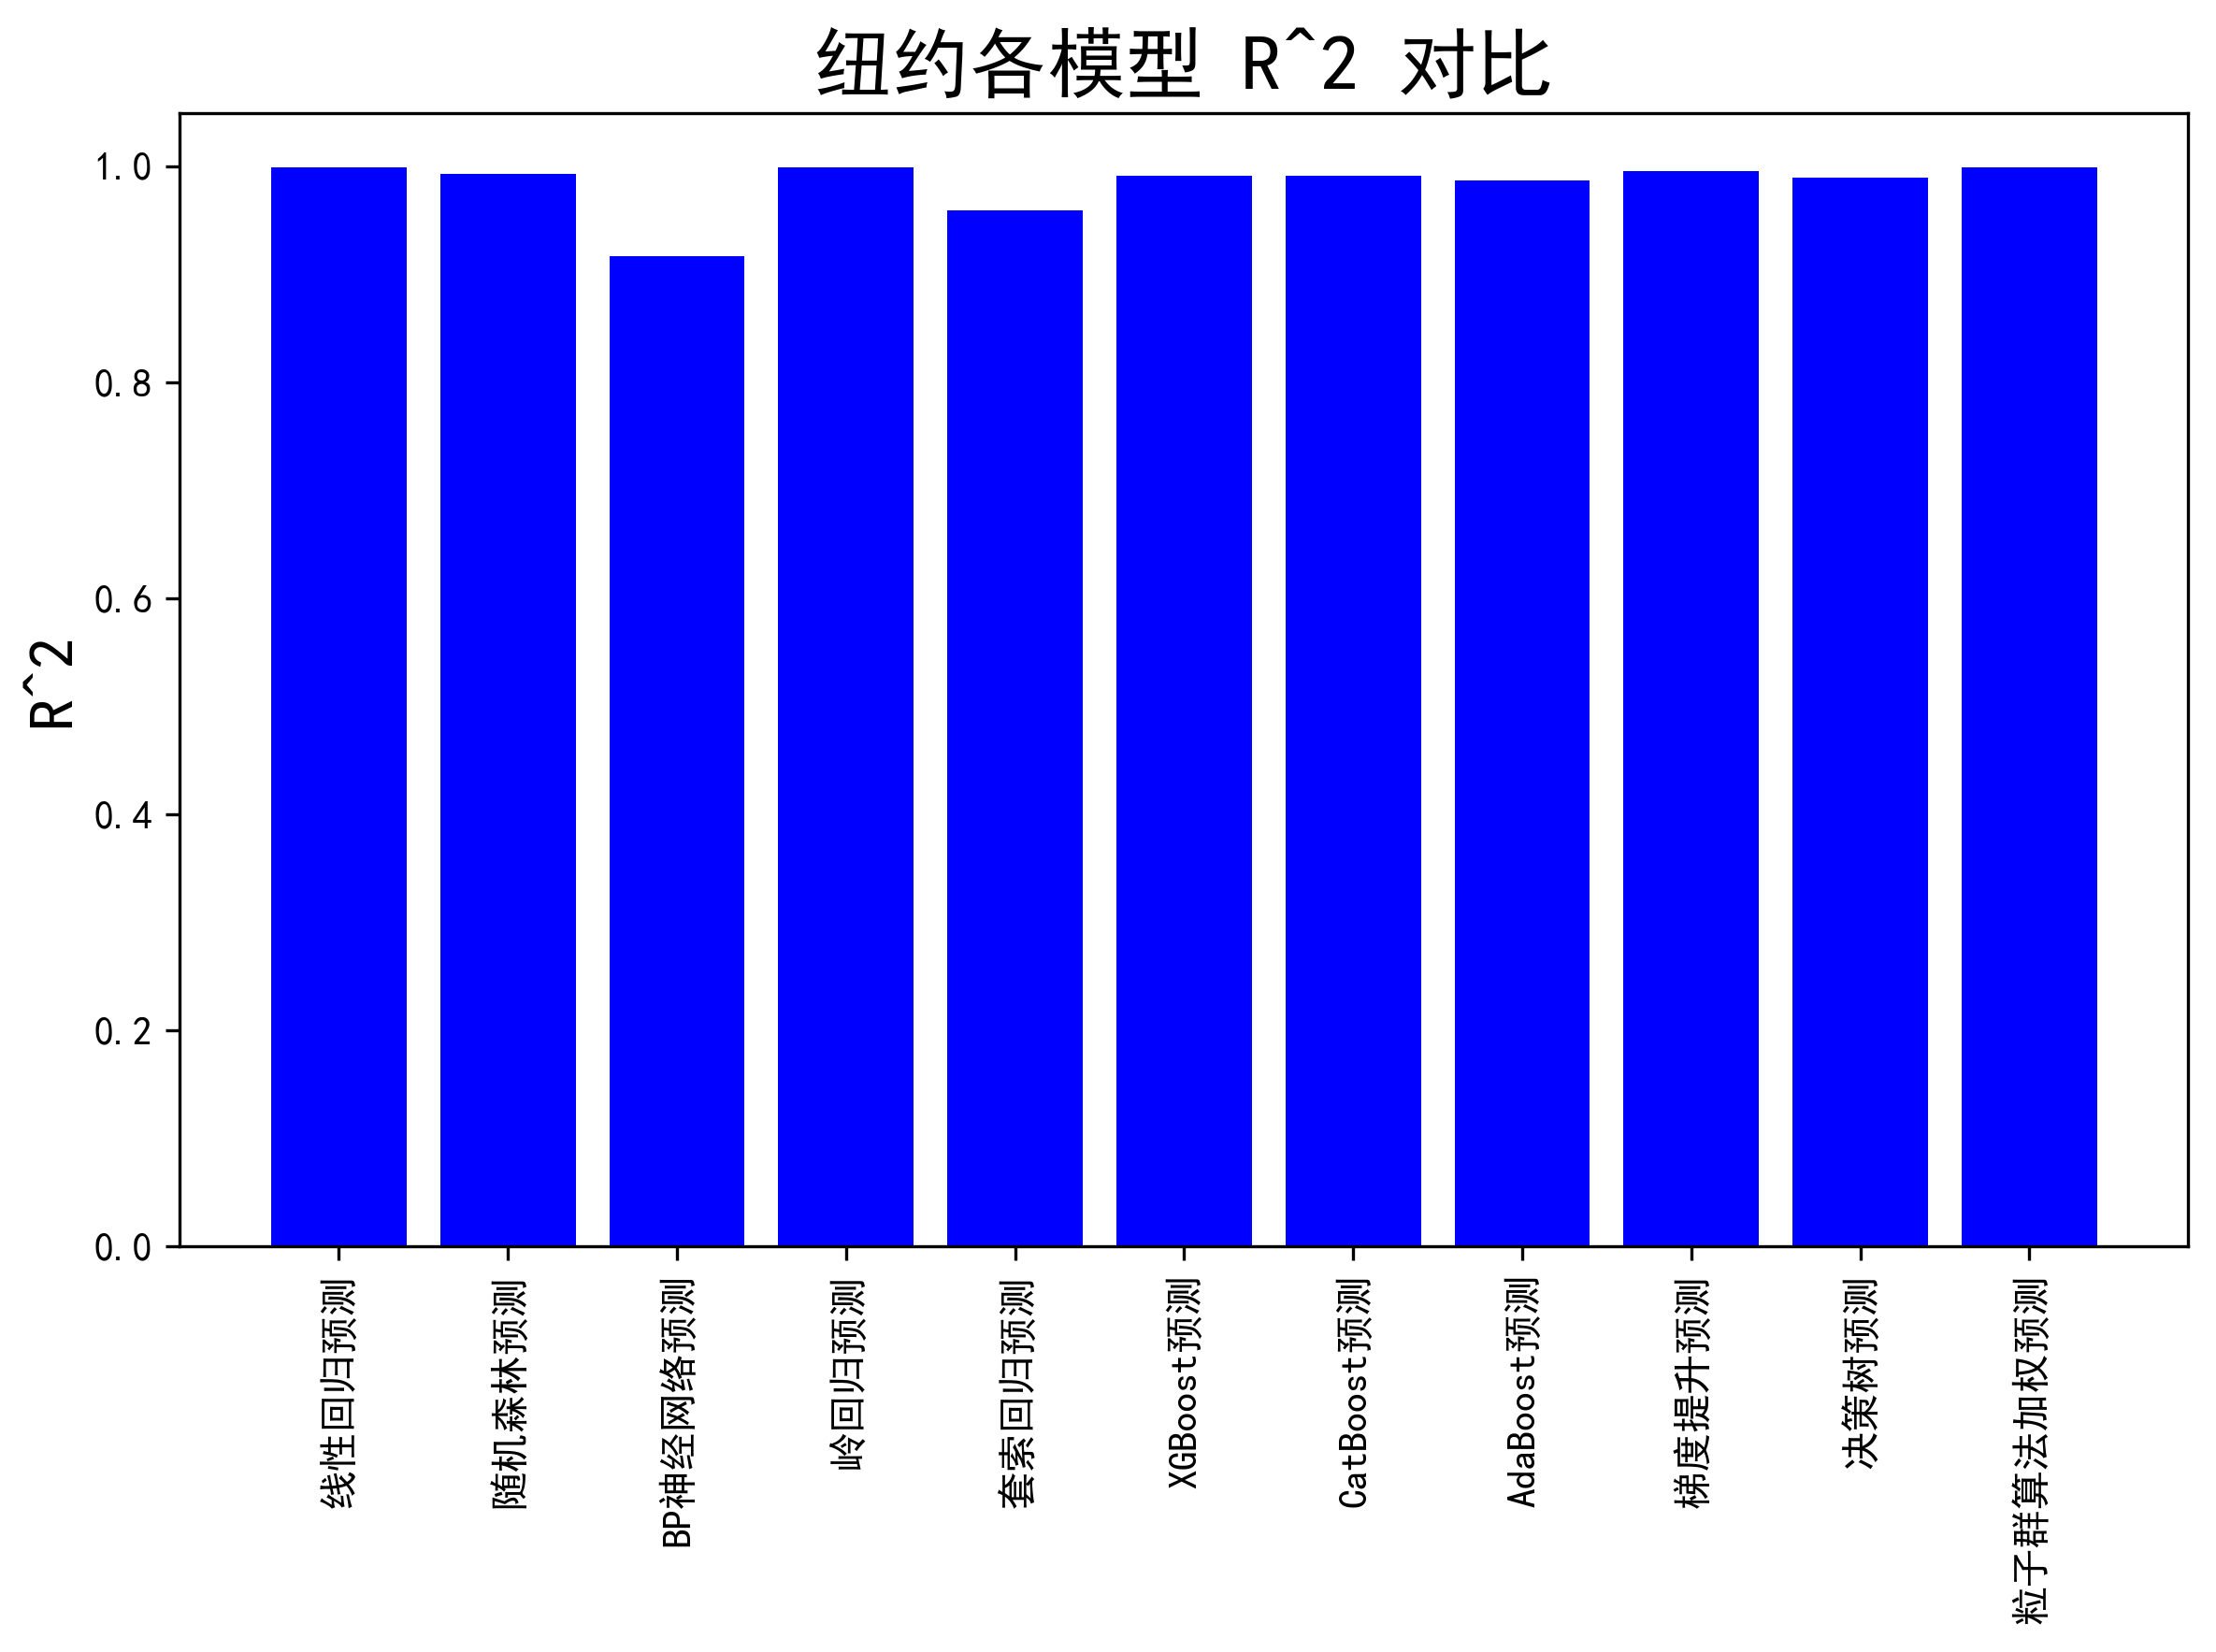 纽约各模型 R^2 对比
R^2
1.0
0.8
0.6
0.4
0.2
0.0
线性回归预测
随机森林预测
BP神经网络预测
岭回归预测
套索回归预测
XGBoost预测
CatBoost预测
AdaBoost预测
梯度提升预测
决策树预测
粒子群算法加权预测